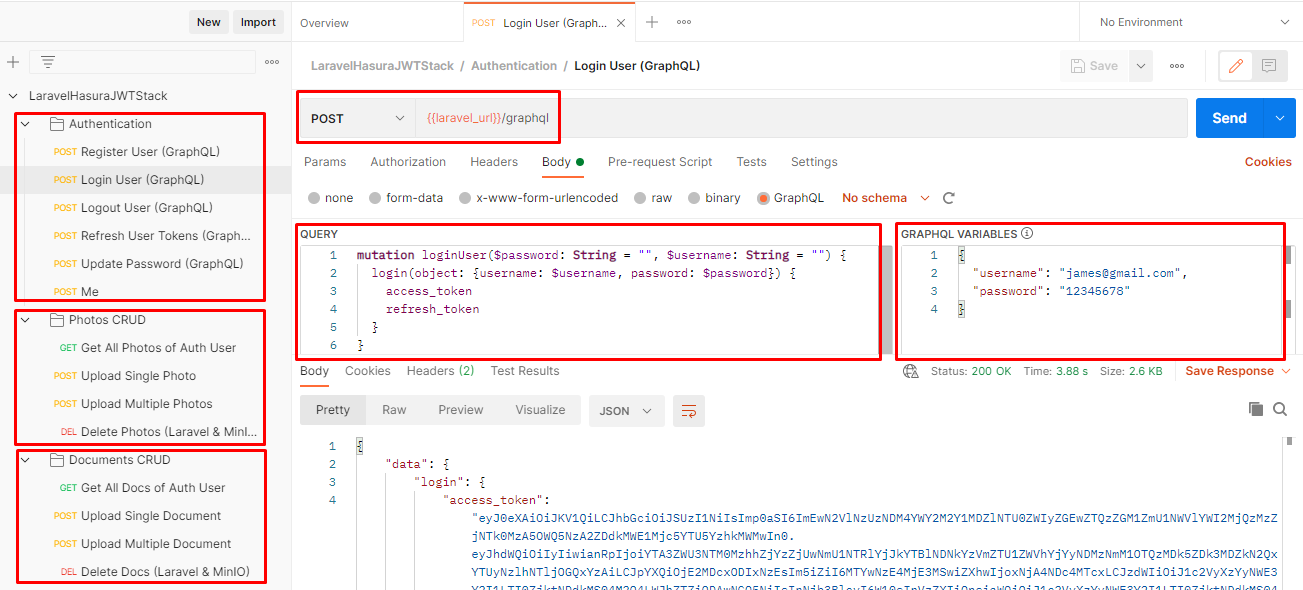 New Import
Overview
POST Login User (Graph...
No Environment
LaravelHasuraJWTStack / Authentication / Login User (GraphQL)
Save
LaravelHasuraJWTStack
Authentication
POST Register User (GraphQL)
POST Login User (GraphQL)
POST Logout User (GraphQL)
POST Refresh User Tokens (Graph...
POST Update Password (GraphQL)
POST Me
Photos CRUD
GET Get All Photos of Auth User
POST Upload Single Photo
POST Upload Multiple Photos
DEL Delete Photos (Laravel & MinI...
Documents CRUD
GET Get All Docs of Auth User
POST Upload Single Document
POST Upload Multiple Document
DEL Delete Docs (Laravel & MinIO)
POST {{laravel_url}}/graphql
Send
Params Authorization Headers Body Pre-request Script Tests Settings
Cookies
none form-data x-www-form-urlencoded raw binary GraphQL No schema
QUERY
1 mutation loginUser($password: String = "", $username: String = "") {
2 login(object: {username: $username, password: $password}) {
3 access_token
4 refresh_token
5 }
6 }
GRAPHQL VARIABLES
1 {
2 "username": "james@gmail.com",
3 "password": "12345678"
4 }
Body Cookies Headers (2) Test Results
Status: 200 OK Time: 3.88 s Size: 2.6 KB Save Response
Pretty Raw Preview Visualize JSON
1 {
2 "data": {
3 "login": {
4 "access_token":